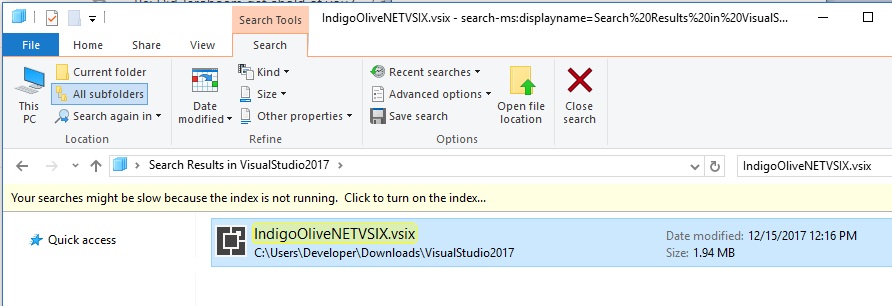 Search Tools
IndigoOliveNETVSIX.vsix - search-ms:displayname=Search%20Results%20in%20VisualS...
File Home Share View Search
This PC
Current folder
All subfolders
Search again in
Location
Date modified
Kind
Size
Other properties
Refine
Recent searches
Advanced options
Save search
Options
Open file location
Close search
Search Results in VisualStudio2017
IndigoOliveNETVSIX.vsix
Your searches might be slow because the index is not running. Click to turn on the index...
Quick access
IndigoOliveNETVSIX.vsix
C:\Users\Developer\Downloads\VisualStudio2017
Date modified: 12/15/2017 12:16 PM
Size: 1.94 MB